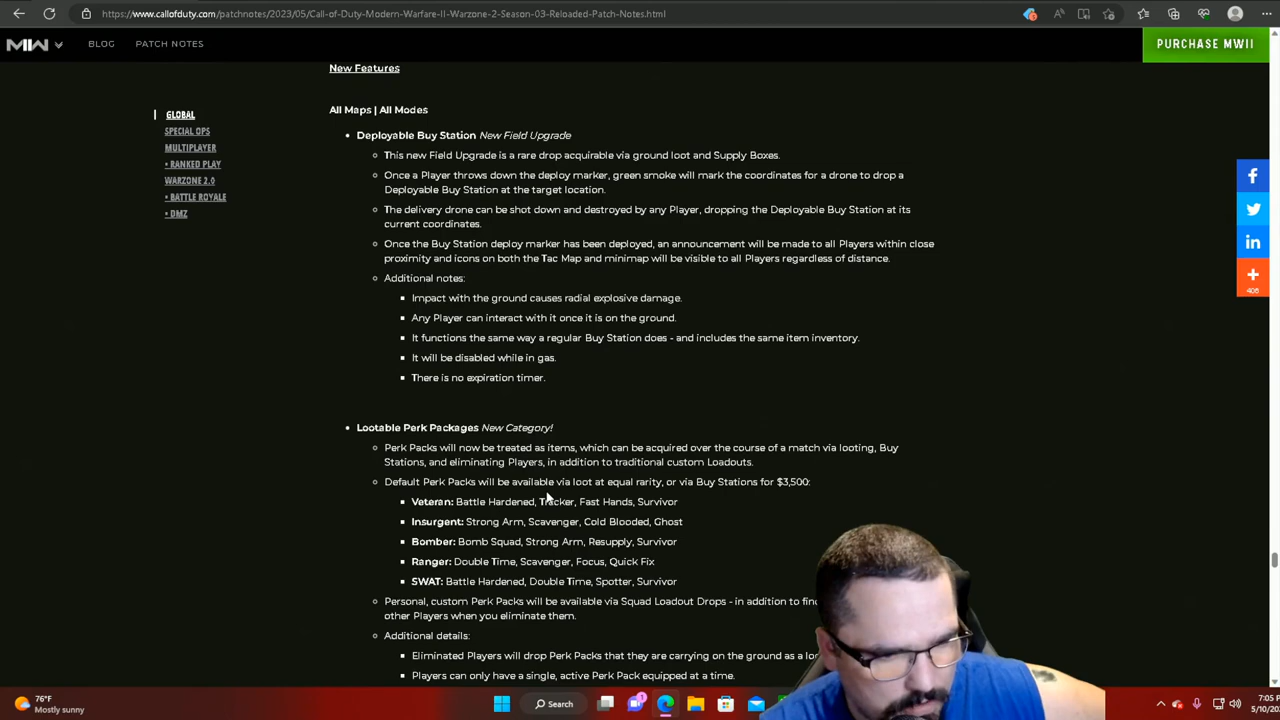 https://www.callofduty.com/patchnotes/2023/05/Call-of-Duty-Modern-Warfare-II-Warzone-2-Season-03-Reloaded-Patch-Notes.html
MW
BLOG
PATCH NOTES
PURCHASE MWII
New Features
GLOBAL
SPECIAL OPS
MULTIPLAYER
• RANKED PLAY
WARZONE 2.0
• BATTLE ROYALE
• DMZ
All Maps | All Modes
Deployable Buy Station New Field Upgrade
This new Field Upgrade is a rare drop acquirable via ground loot and Supply Boxes.
Once a Player throws down the deploy marker, green smoke will mark the coordinates for a drone to drop a
Deployable Buy Station at the target location.
The delivery drone can be shot down and destroyed by any Player, dropping the Deployable Buy Station at its
current coordinates.
Once the Buy Station deploy marker has been deployed, an announcement will be made to all Players within close
proximity and icons on both the Tac Map and minimap will be visible to all Players regardless of distance.
Additional notes:
Impact with the ground causes radial explosive damage.
Any Player can interact with it once it is on the ground.
It functions the same way a regular Buy Station does - and includes the same item inventory.
It will be disabled while in gas.
There is no expiration timer.
Lootable Perk Packages New Category!
Perk Packs will now be treated as items, which can be acquired over the course of a match via looting, Buy
Stations, and eliminating Players, in addition to traditional custom Loadouts.
Default Perk Packs will be available via loot at equal rarity, or via Buy Stations for $3,500:
Veteran: Battle Hardened, Tracker, Fast Hands, Survivor
Insurgent: Strong Arm, Scavenger, Cold Blooded, Ghost
Bomber: Bomb Squad, Strong Arm, Resupply, Survivor
Ranger: Double Time, Scavenger, Focus, Quick Fix
SWAT: Battle Hardened, Double Time, Spotter, Survivor
Personal, custom Perk Packs will be available via Squad Loadout Drops - in addition to
other Players when you eliminate them.
Additional details:
Eliminated Players will drop Perk Packs that they are carrying on the ground as a
Players can only have a single, active Perk Pack equipped at a time.
76°F
Mostly sunny
Search
7:05 PM